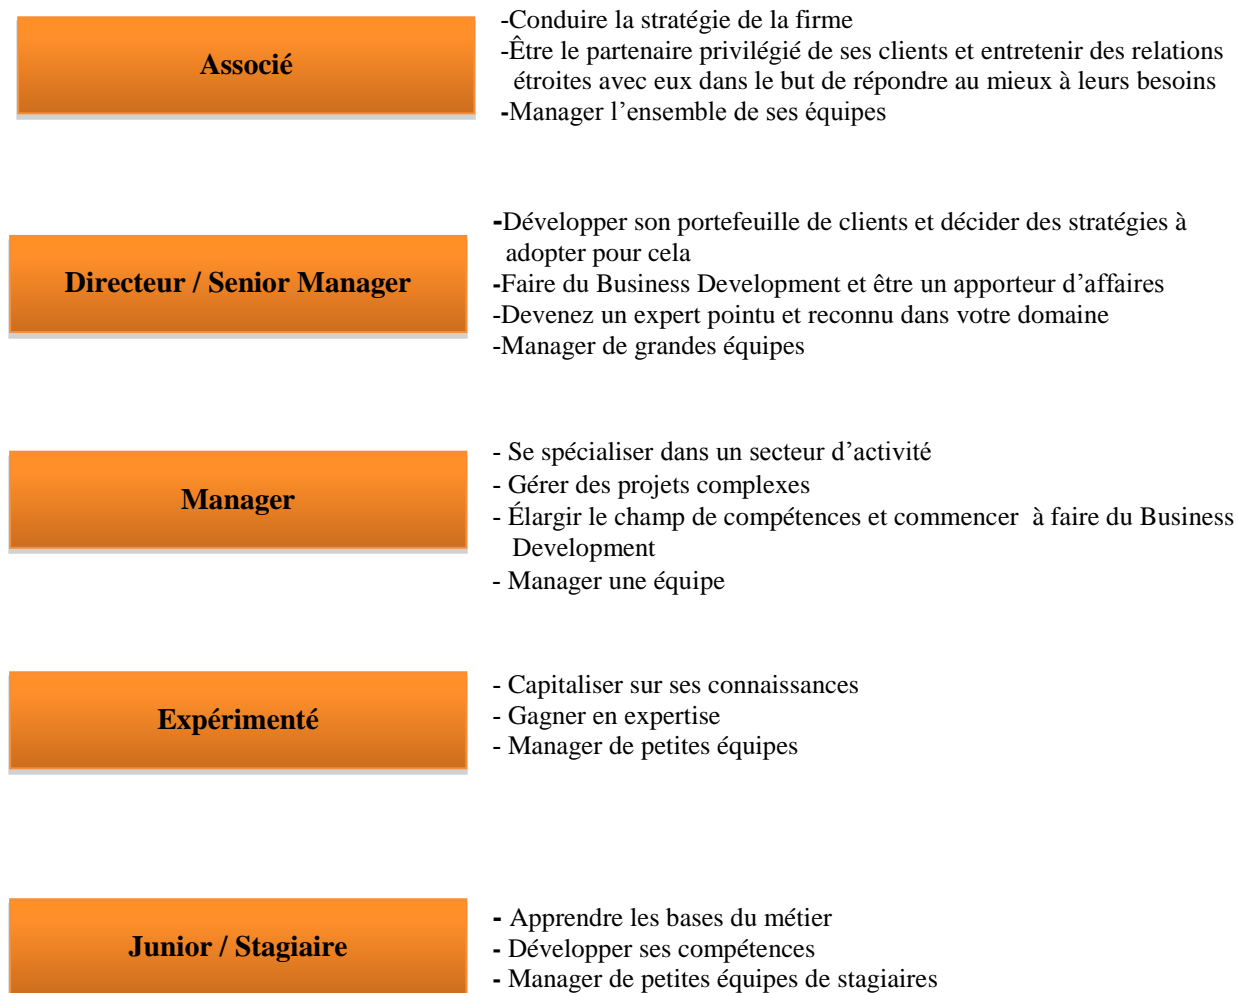 Associé
-Conduire la stratégie de la firme
-Être le partenaire privilégié de ses clients et entretenir des relations
étroites avec eux dans le but de répondre au mieux à leurs besoins
-Manager l’ensemble de ses équipes
Directeur / Senior Manager
-Développer son portefeuille de clients et décider des stratégies à
adopter pour cela
-Faire du Business Development et être un apporteur d’affaires
-Devenez un expert pointu et reconnu dans votre domaine
-Manager de grandes équipes
Manager
- Se spécialiser dans un secteur d’activité
- Gérer des projets complexes
- Élargir le champ de compétences et commencer  à faire du Business
Development
- Manager une équipe
Expérimenté
- Capitaliser sur ses connaissances
- Gagner en expertise
- Manager de petites équipes
Junior / Stagiaire
- Apprendre les bases du métier
- Développer ses compétences
- Manager de petites équipes de stagiaires